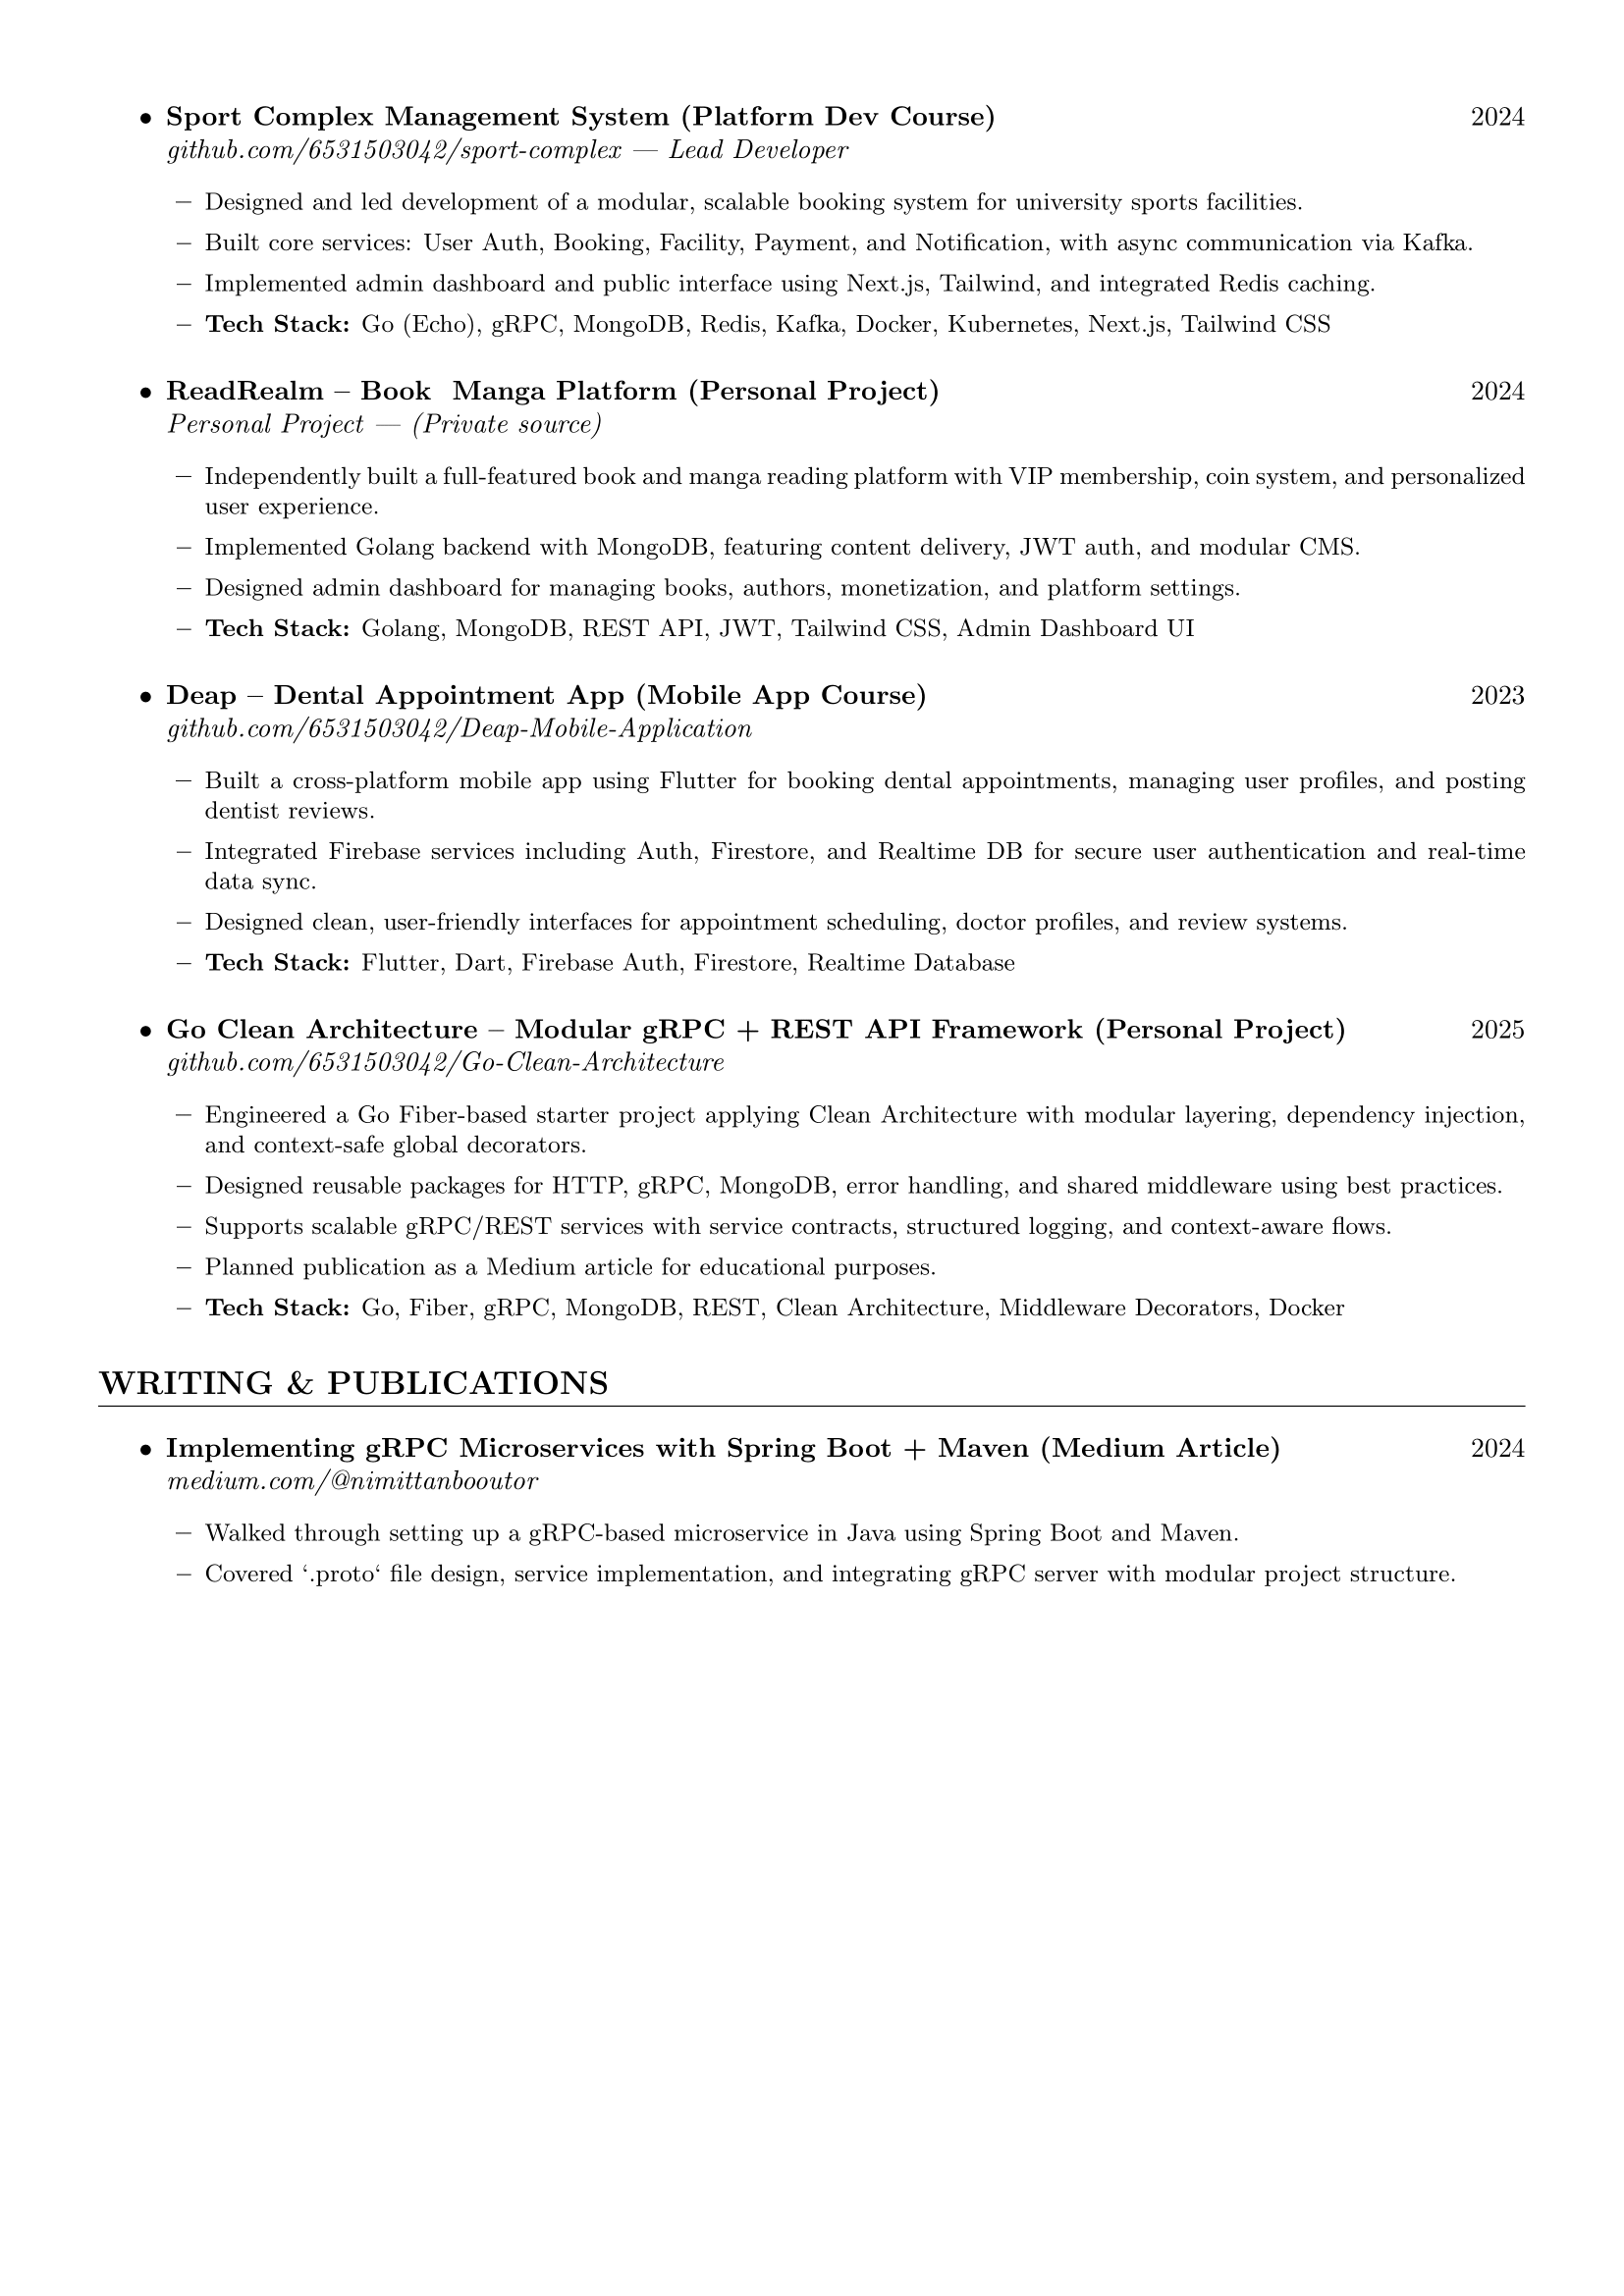 • Sport Complex Management System (Platform Dev Course) 2024
github.com/6531503042/sport-complex — Lead Developer
– Designed and led development of a modular, scalable booking system for university sports facilities.
– Built core services: User Auth, Booking, Facility, Payment, and Notification, with async communication via Kafka.
– Implemented admin dashboard and public interface using Next.js, Tailwind, and integrated Redis caching.
– Tech Stack: Go (Echo), gRPC, MongoDB, Redis, Kafka, Docker, Kubernetes, Next.js, Tailwind CSS
• ReadRealm – Book  Manga Platform (Personal Project) 2024
Personal Project — (Private source)
– Independently built a full-featured book and manga reading platform with VIP membership, coin system, and personalized
user experience.
– Implemented Golang backend with MongoDB, featuring content delivery, JWT auth, and modular CMS.
– Designed admin dashboard for managing books, authors, monetization, and platform settings.
– Tech Stack: Golang, MongoDB, REST API, JWT, Tailwind CSS, Admin Dashboard UI
• Deap – Dental Appointment App (Mobile App Course) 2023
github.com/6531503042/Deap-Mobile-Application
– Built a cross-platform mobile app using Flutter for booking dental appointments, managing user profiles, and posting
dentist reviews.
– Integrated Firebase services including Auth, Firestore, and Realtime DB for secure user authentication and real-time
data sync.
– Designed clean, user-friendly interfaces for appointment scheduling, doctor profiles, and review systems.
– Tech Stack: Flutter, Dart, Firebase Auth, Firestore, Realtime Database
• Go Clean Architecture – Modular gRPC + REST API Framework (Personal Project) 2025
github.com/6531503042/Go-Clean-Architecture
– Engineered a Go Fiber-based starter project applying Clean Architecture with modular layering, dependency injection,
and context-safe global decorators.
– Designed reusable packages for HTTP, gRPC, MongoDB, error handling, and shared middleware using best practices.
– Supports scalable gRPC/REST services with service contracts, structured logging, and context-aware flows.
– Planned publication as a Medium article for educational purposes.
– Tech Stack: Go, Fiber, gRPC, MongoDB, REST, Clean Architecture, Middleware Decorators, Docker
WRITING & PUBLICATIONS
• Implementing gRPC Microservices with Spring Boot + Maven (Medium Article) 2024
medium.com/@nimittanbooutor
– Walked through setting up a gRPC-based microservice in Java using Spring Boot and Maven.
– Covered ‘.proto‘ file design, service implementation, and integrating gRPC server with modular project structure.